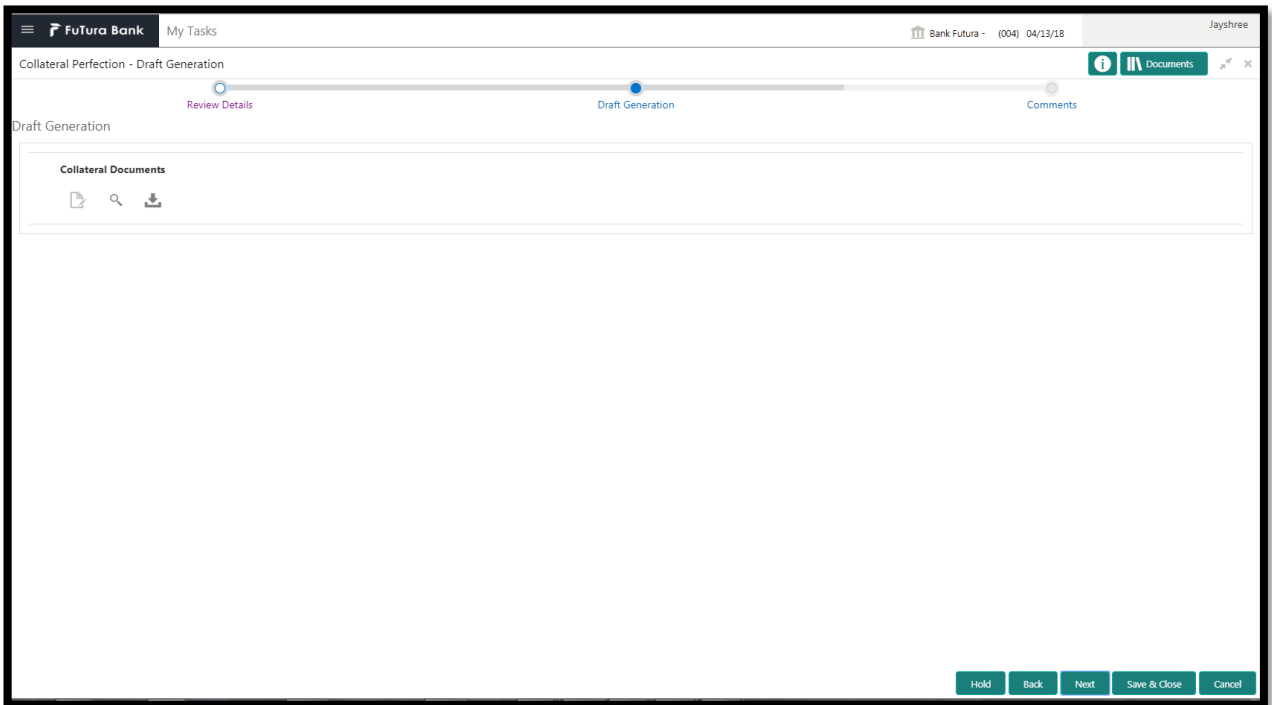 FuTura Bank My Tasks Bank Futura - (004) 04/13/18 Jayshree
Collateral Perfection - Draft Generation i Documents
Review Details Draft Generation Comments
Draft Generation
Collateral Documents
Hold Back Next Save & Close Cancel